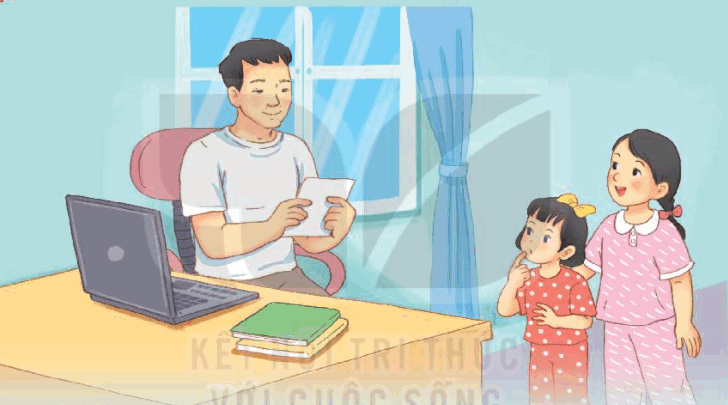 KẾT NỐI TRI THỨC
VỚI CUỘC SỐNG